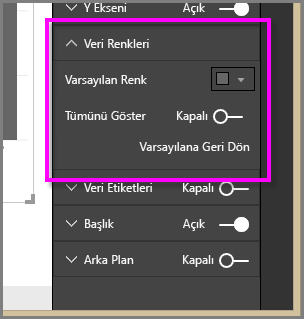 Y Ekseni Açık
Veri Renkleri
Varsayılan Renk
Tümünü Göster Kapalı
Varsayılana Geri Dön
Veri Etiketleri Kapalı
Başlık Açık
Arka Plan Kapalı